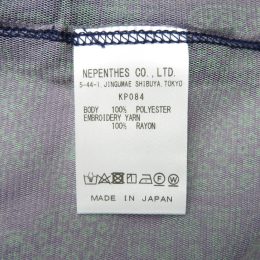 NEPENTHES CO., LTD.
5-44-1 JINGUMAE SHIBUYA, TOKYO
KP084
BODY 100% POLYESTER
EMBROIDERY YARN
100% RAYON
MADE IN JAPAN